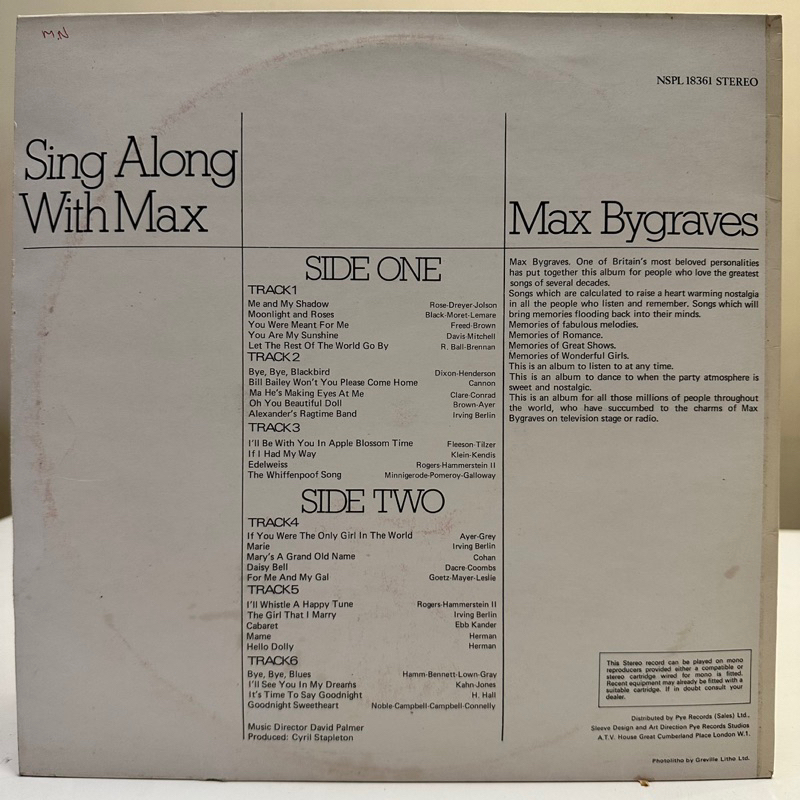 NSPL 18361 STEREO
Sing Along
With Max
Max Bygraves
SIDE ONE
TRACK1
Me and My Shadow Rose-Dreyer-Jolson
Moonlight and Roses Black-Moret-Lemare
You Were Meant For Me Freed-Brown
You Are My Sunshine Davis-Mitchell
Let The Rest Of The World Go By R. Ball-Brennan
TRACK2
Bye, Bye, Blackbird Dixon-Henderson
Bill Bailey Won't You Please Come Home Cannon
Ma He's Making Eyes At Me Clare-Conrad
Oh You Beautiful Doll Brown-Ayer
Alexander's Ragtime Band Irving Berlin
TRACK3
I'll Be With You In Apple Blossom Time Fleeson-Tilzer
If I Had My Way Klein-Kendis
Edelweiss Rogers-Hammerstein II
The Whiffenpoof Song Minnigerode-Pomeroy-Galloway
SIDE TWO
TRACK4
If You Were The Only Girl In The World Ayer-Grey
Marie Irving Berlin
Mary's A Grand Old Name Cohan
Daisy Bell Dacre-Coombs
For Me And My Gal Goetz-Mayer-Leslie
TRACK5
I'll Whistle A Happy Tune Rogers-Hammerstein II
The Girl That I Marry Irving Berlin
Cabaret Ebb Kander
Mame Herman
Hello Dolly Herman
TRACK6
Bye, Bye, Blues Hamm-Bennett-Lown-Gray
I'll See You In My Dreams Kahn-Jones
It's Time To Say Goodnight H. Hall
Goodnight Sweetheart Noble-Campbell-Campbell-Connelly
Music Director David Palmer
Produced: Cyril Stapleton
Max Bygraves. One of Britain's most beloved personalities
has put together this album for people who love the greatest
songs of several decades.
Songs which are calculated to raise a heart warming nostalgia
in all the people who listen and remember. Songs which will
bring memories flooding back into their minds.
Memories of fabulous melodies.
Memories of Romance.
Memories of Great Shows.
Memories of Wonderful Girls.
This is an album to listen to at any time.
This is an album to dance to when the party atmosphere is
sweet and nostalgic.
This is an album for all those millions of people throughout
the world, who have succumbed to the charms of Max
Bygraves on television stage or radio.
This Stereo record can be played on mono
reproducers provided either a compatible or
stereo cartridge wired for mono is fitted.
Recent equipment may already be fitted with a
suitable cartridge. If in doubt consult your
dealer.
Distributed by Pye Records (Sales) Ltd.,
Sleeve Design and Art Direction Pye Records Studios
A.T.V. House Great Cumberland Place London W.1.
Photolitho by Greville Litho Ltd.